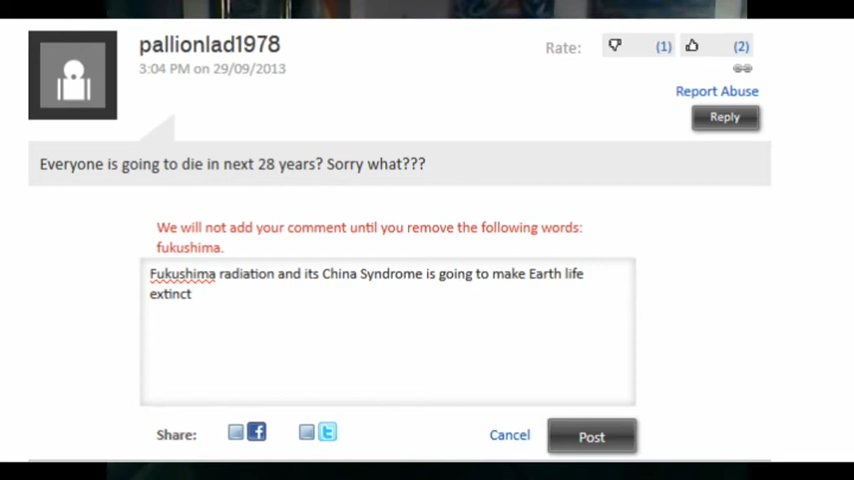 pallionlad1978
Rate: (1) (2)
3:04 PM on 29/09/2013
Report Abuse
Reply
Everyone is going to die in next 28 years? Sorry what???
We will not add your comment until you remove the following words:
fukushima.
Fukushima radiation and its China Syndrome is going to make Earth life
extinct
Share: f t Cancel Post